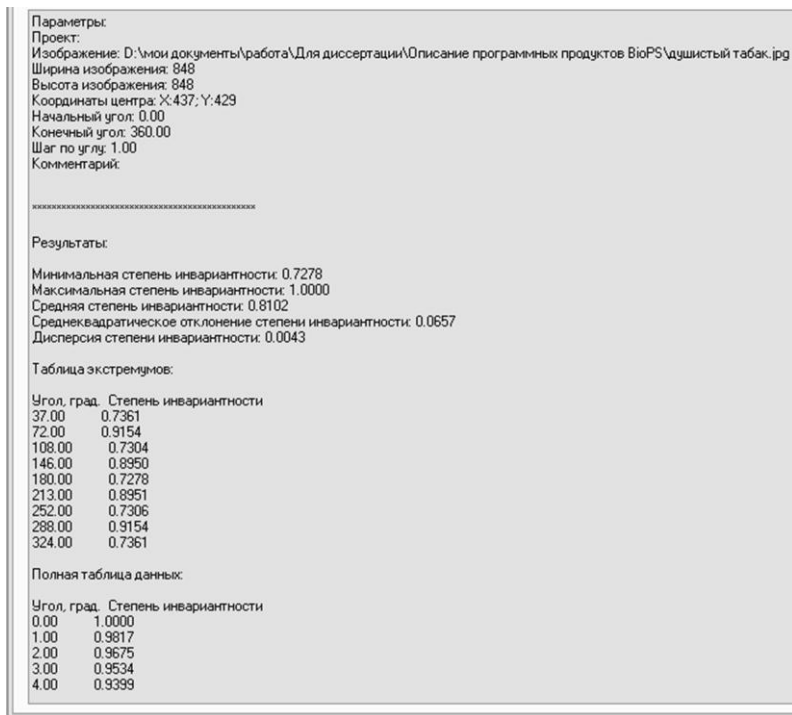 Параметры:
Проект:
Изображение: D:\мои документы\работа\Для диссертации\Описание программных продуктов BioPS\душистый табак.jpg
Ширина изображения: 848
Высота изображения: 848
Координаты центра: X:437; Y:429
Начальный угол: 0.00
Конечный угол: 360.00
Шаг по углу: 1.00
Комментарий:
**********************************************
Результаты:
Минимальная степень инвариантности: 0.7278
Максимальная степень инвариантности: 1.0000
Средняя степень инвариантности: 0.8102
Среднеквадратическое отклонение степени инвариантности: 0.0657
Дисперсия степени инвариантности: 0.0043
Таблица экстремумов:
Угол, град. Степень инвариантности
37.00 0.7361
72.00 0.9154
108.00 0.7304
146.00 0.8950
180.00 0.7278
213.00 0.8951
252.00 0.7306
288.00 0.9154
324.00 0.7361
Полная таблица данных:
Угол, град. Степень инвариантности
0.00 1.0000
1.00 0.9817
2.00 0.9675
3.00 0.9534
4.00 0.9399